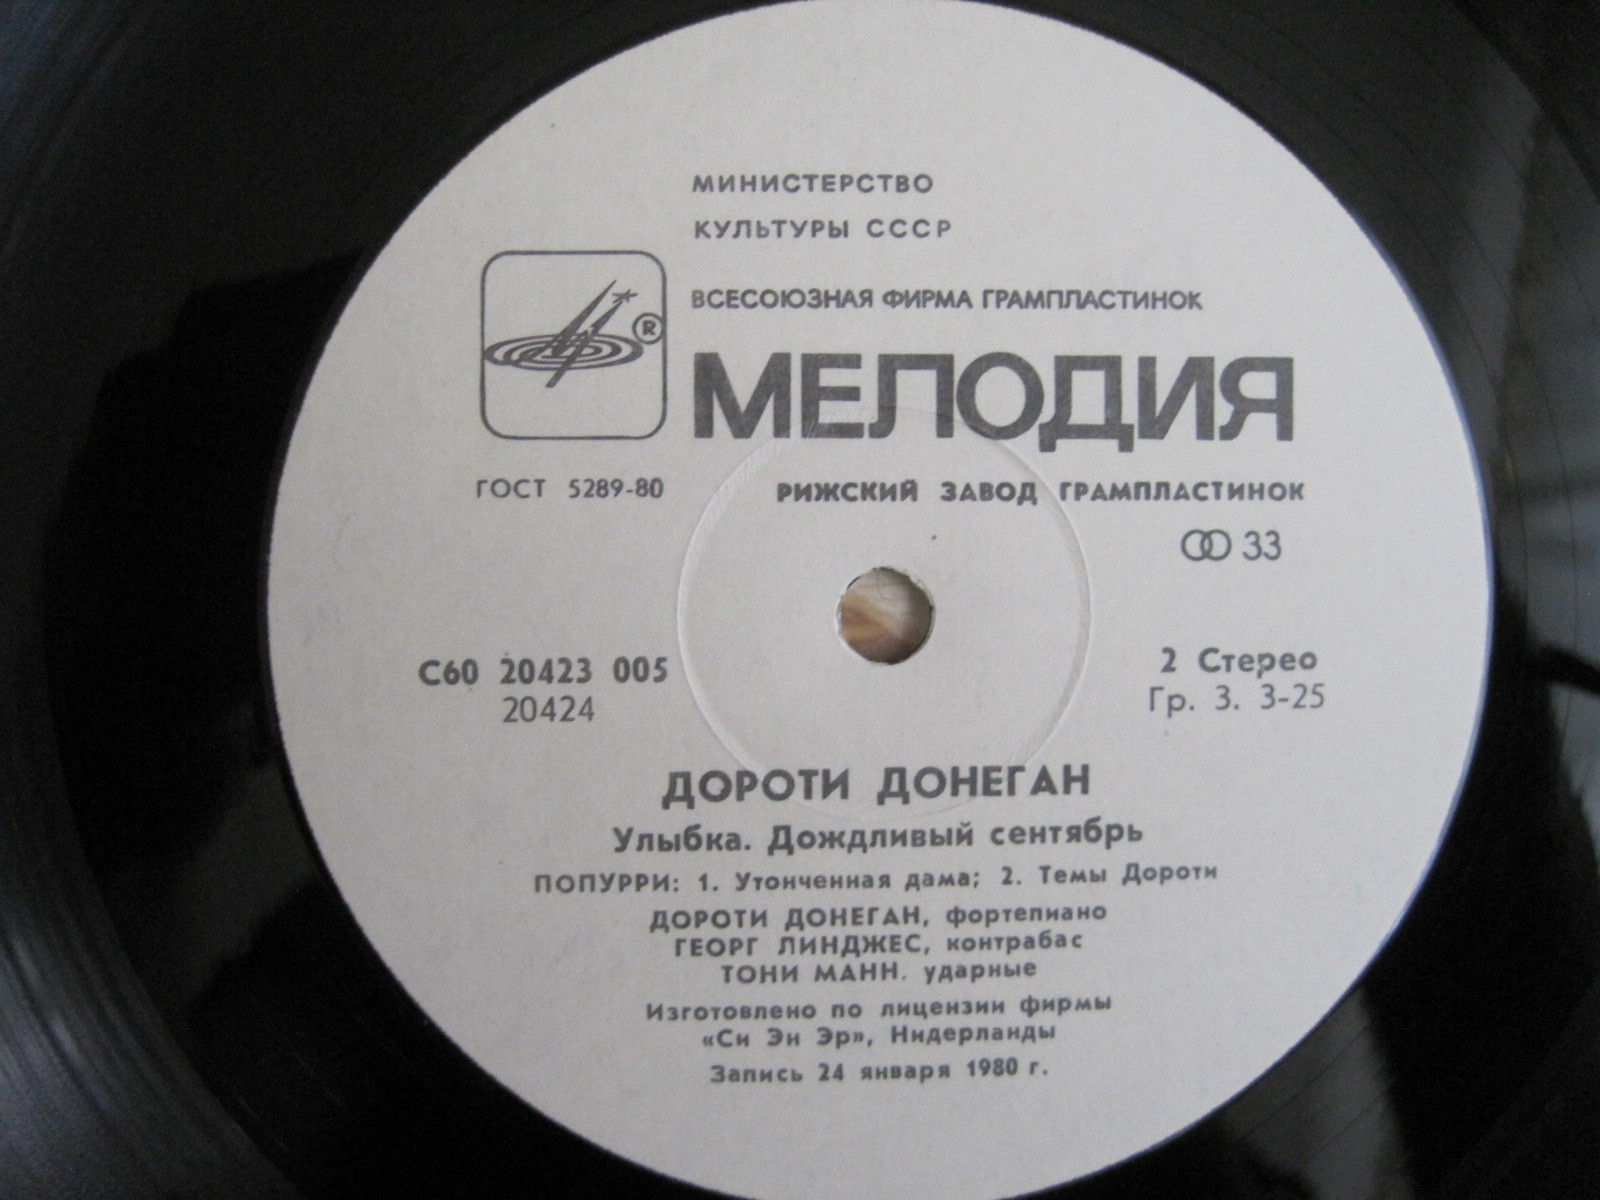 МИНИСТЕРСТВО
КУЛЬТУРЫ СССР
ВСЕСОЮЗНАЯ ФИРМА ГРАМПЛАСТИНОК
®
МЕЛОДИЯ
ГОСТ 5289-80
РИЖСКИЙ ЗАВОД ГРАМПЛАСТИНОК
33
С60 20423 005
20424
2 Стерео
Гр. 3. 3-25
ДОРОТИ ДОНЕГАН
Улыбка. Дождливый сентябрь
ПОПУРРИ: 1. Утонченная дама; 2. Темы Дороти
ДОРОТИ ДОНЕГАН, фортепиано
ГЕОРГ ЛИНДЖЕС, контрабас
ТОНИ МАНН, ударные
Изготовлено по лицензии фирмы
«Си Эн Эр», Нидерланды
Запись 24 января 1980 г.